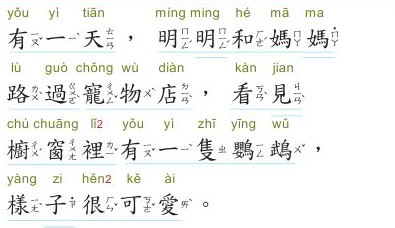 yǒu yì tiān míng ming hé mā ma
有一天，明明和媽媽
lù guò chǒng wù diàn kàn jian
路過寵物店，看見
chú chuāng lǐ2 yǒu yì zhī yīng wǔ
櫥窗裡有一隻鸚鵡，
yàng zi hěn2 kě ài
樣子很可愛。